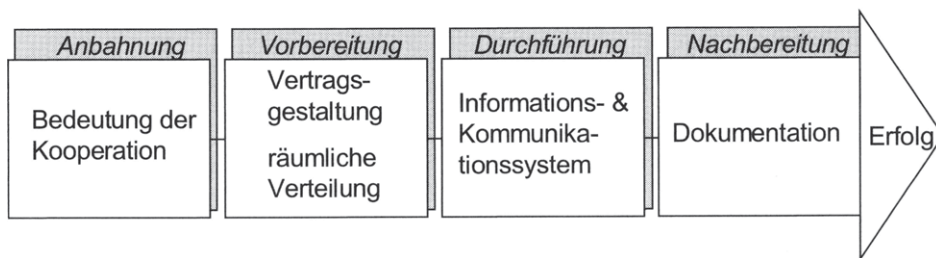 Anbahnung
Bedeutung der
Kooperation
Vorbereitung
Vertrags-
gestaltung
räumliche
Verteilung
Durchführung
Informations- &
Kommunika-
tionssystem
Nachbereitung
Dokumentation
Erfolg